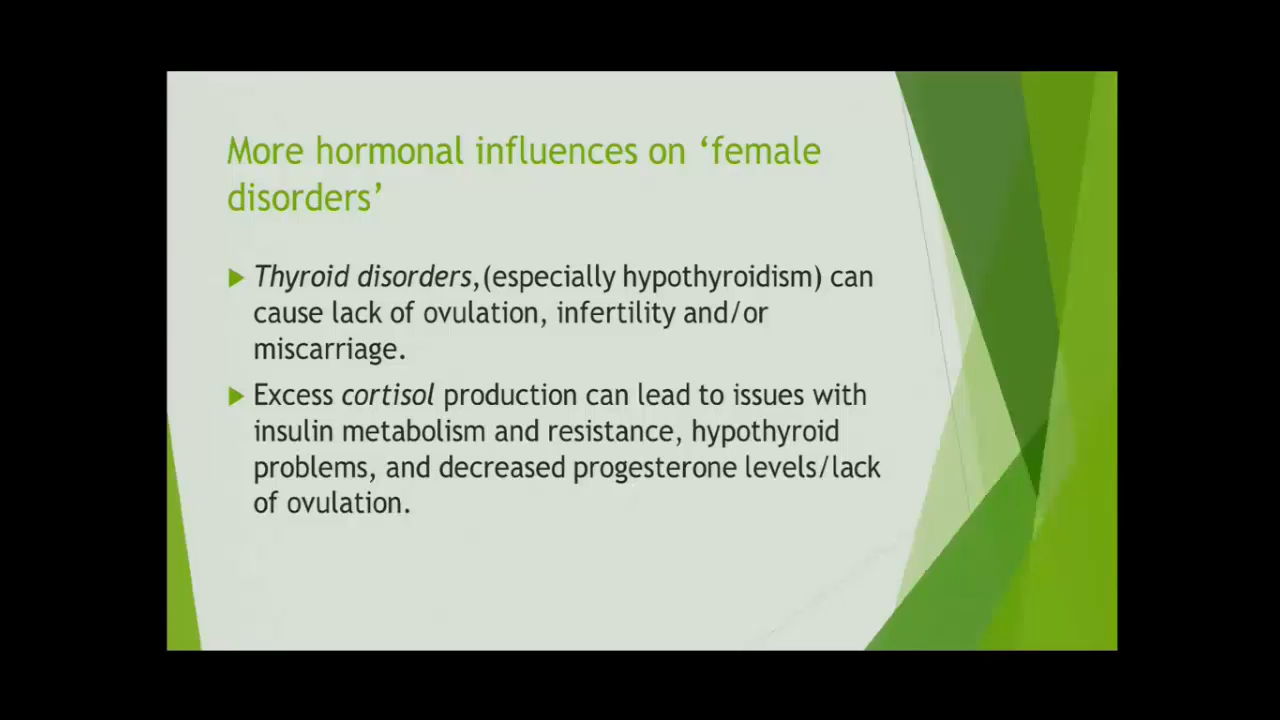 More hormonal influences on ‘female
disorders’
Thyroid disorders,(especially hypothyroidism) can
cause lack of ovulation, infertility and/or
miscarriage.
Excess cortisol production can lead to issues with
insulin metabolism and resistance, hypothyroid
problems, and decreased progesterone levels/lack
of ovulation.